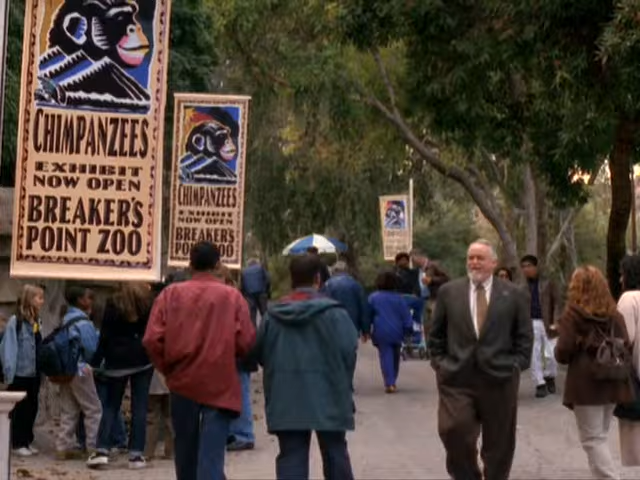 CHIMPANZEES
EXHIBIT
NOW OPEN
BREAKER'S
POINT ZOO
CHIMPANZEES
EXHIBIT
NOW OPEN
BREAKER'S
POINT ZOO